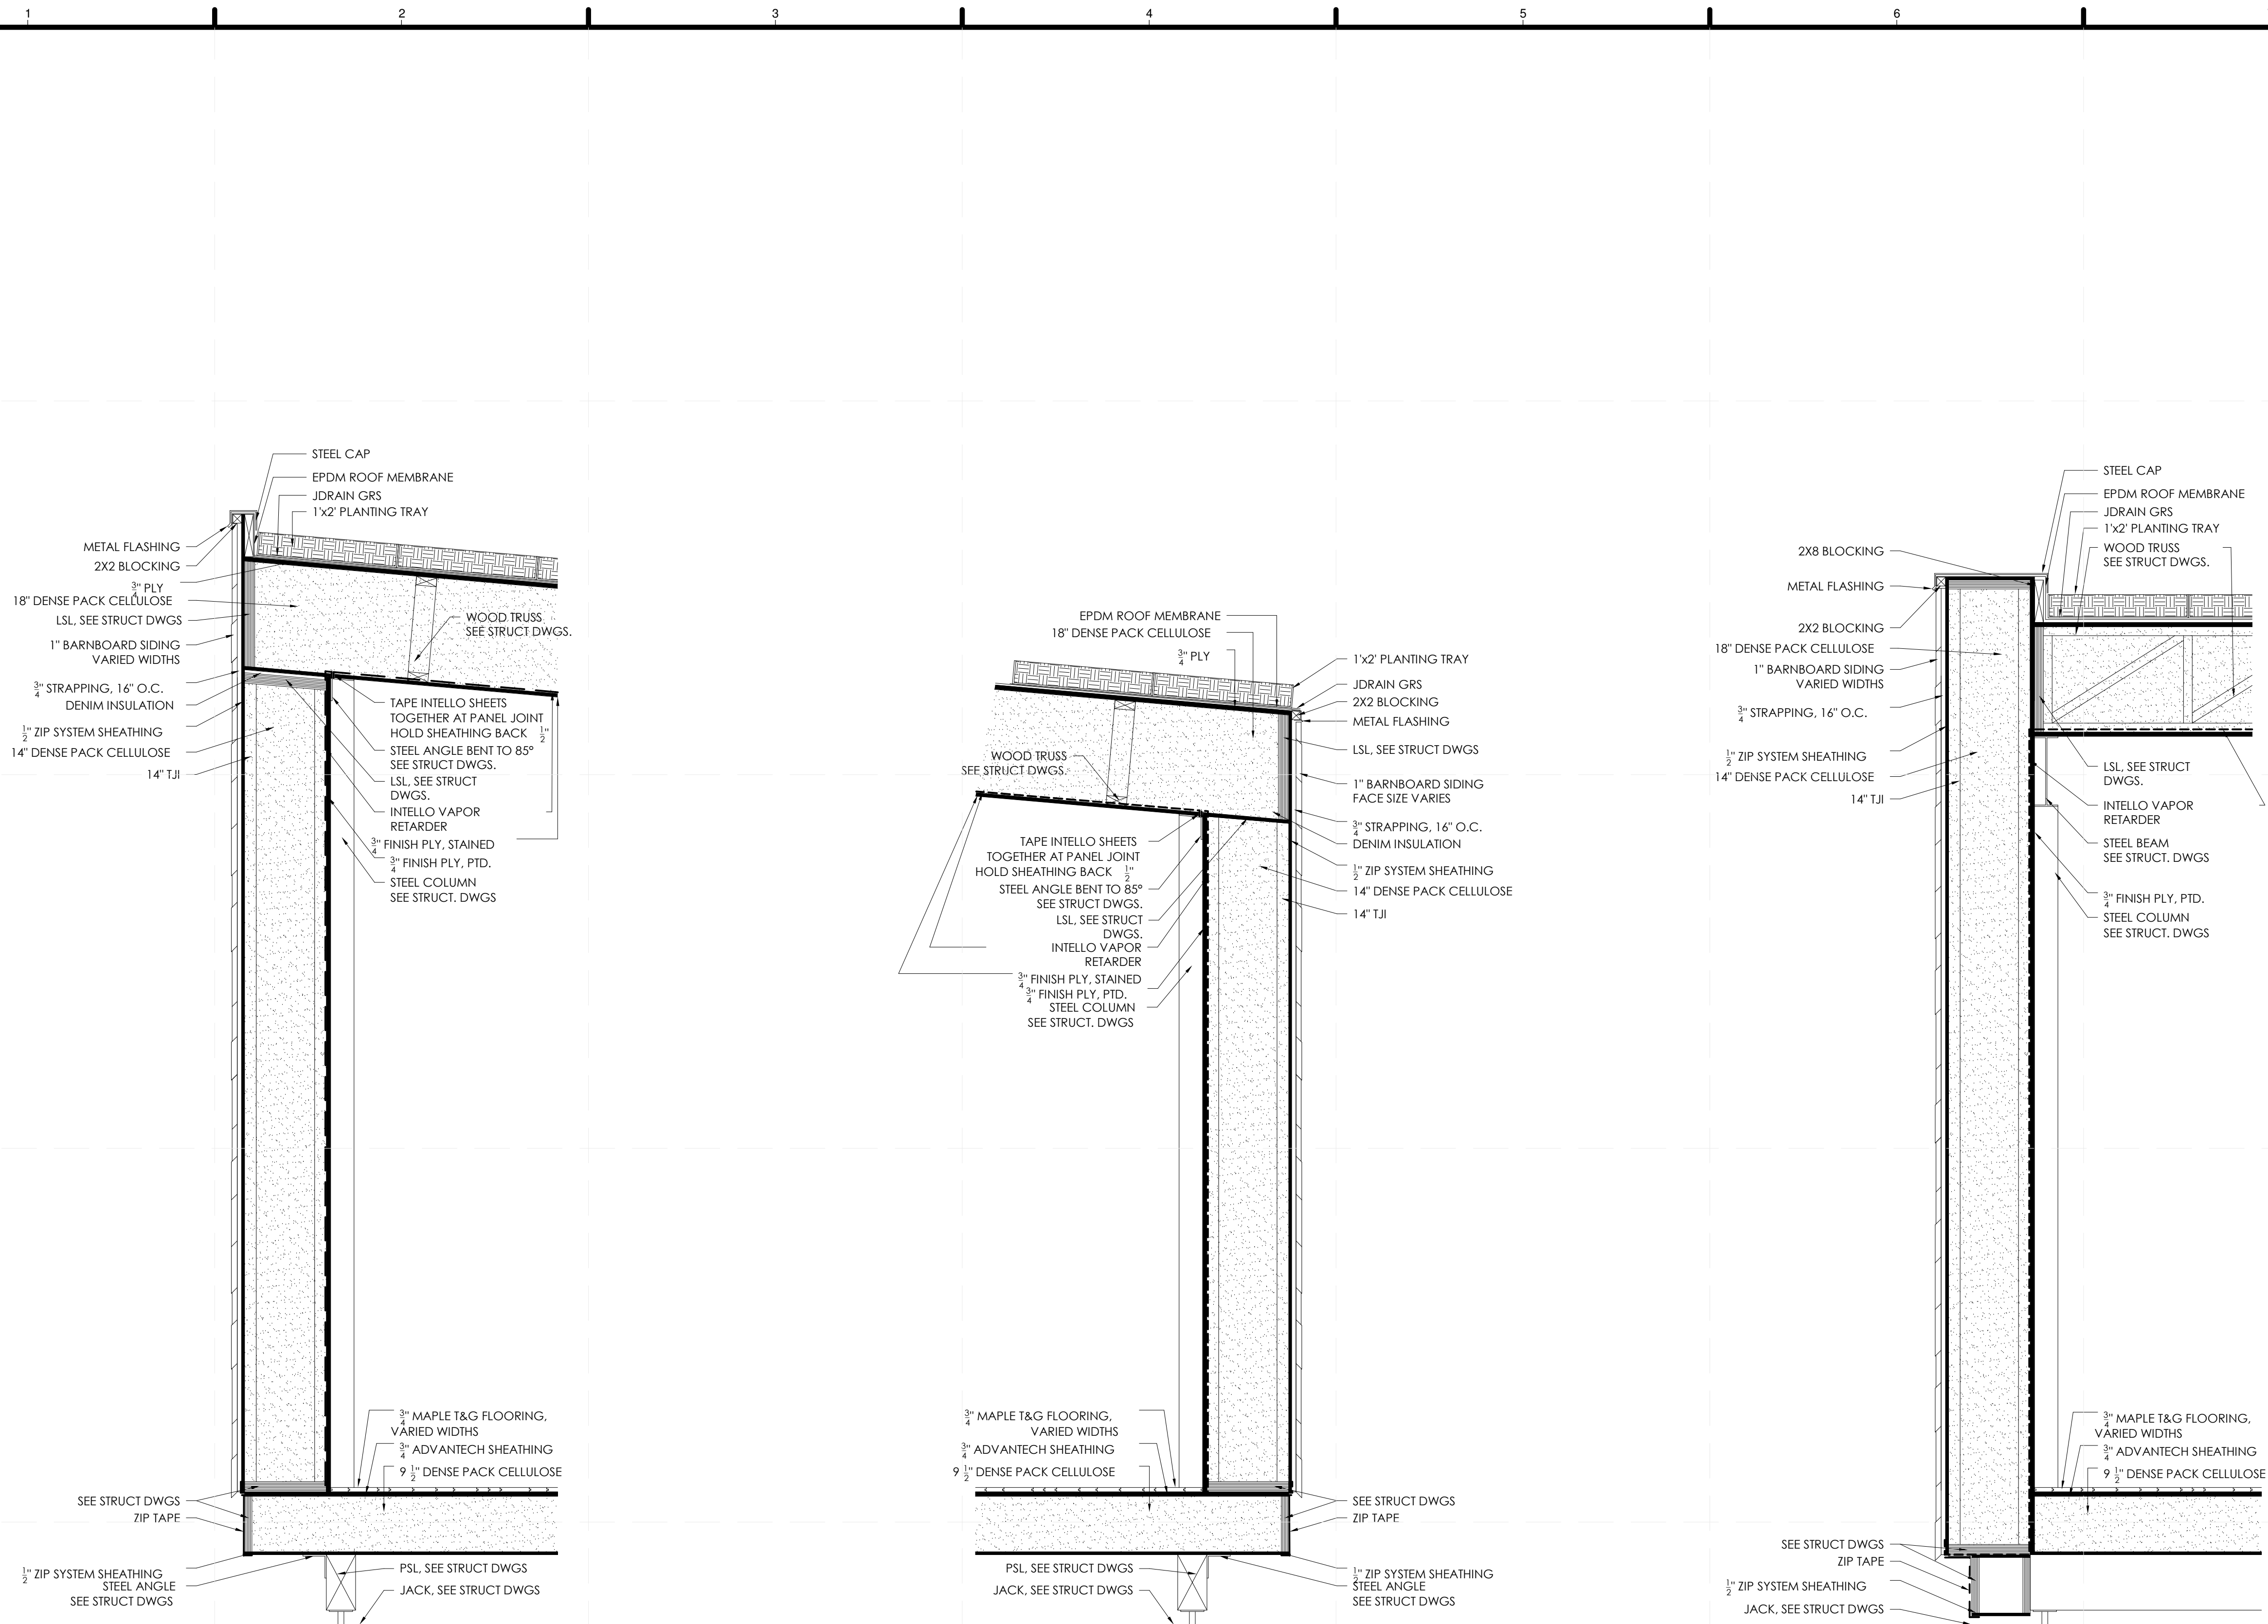 1
2
3
4
5
6
STEEL CAP
EPDM ROOF MEMBRANE
JDRAIN GRS
1'x2' PLANTING TRAY
METAL FLASHING
2X2 BLOCKING
3/4" PLY
18" DENSE PACK CELLULOSE
LSL, SEE STRUCT DWGS
1" BARNBOARD SIDING
VARIED WIDTHS
3/4" STRAPPING, 16" O.C.
DENIM INSULATION
1/2" ZIP SYSTEM SHEATHING
14" DENSE PACK CELLULOSE
14" TJI
WOOD TRUSS
SEE STRUCT DWGS.
TAPE INTELLO SHEETS
TOGETHER AT PANEL JOINT
HOLD SHEATHING BACK 1/2"
STEEL ANGLE BENT TO 85°
SEE STRUCT DWGS.
LSL, SEE STRUCT
DWGS.
INTELLO VAPOR
RETARDER
3/4" FINISH PLY, STAINED
3/4" FINISH PLY, PTD.
STEEL COLUMN
SEE STRUCT. DWGS
3/4" MAPLE T&G FLOORING,
VARIED WIDTHS
3/4" ADVANTECH SHEATHING
9 1/2" DENSE PACK CELLULOSE
SEE STRUCT DWGS
ZIP TAPE
1/2" ZIP SYSTEM SHEATHING
STEEL ANGLE
SEE STRUCT DWGS
PSL, SEE STRUCT DWGS
JACK, SEE STRUCT DWGS
EPDM ROOF MEMBRANE
18" DENSE PACK CELLULOSE
3/4" PLY
WOOD TRUSS
SEE STRUCT DWGS.
TAPE INTELLO SHEETS
TOGETHER AT PANEL JOINT
HOLD SHEATHING BACK 1/2"
STEEL ANGLE BENT TO 85°
SEE STRUCT DWGS.
LSL, SEE STRUCT
DWGS.
INTELLO VAPOR
RETARDER
3/4" FINISH PLY, STAINED
3/4" FINISH PLY, PTD.
STEEL COLUMN
SEE STRUCT. DWGS
1'x2' PLANTING TRAY
JDRAIN GRS
2X2 BLOCKING
METAL FLASHING
LSL, SEE STRUCT DWGS
1" BARNBOARD SIDING
FACE SIZE VARIES
3/4" STRAPPING, 16" O.C.
DENIM INSULATION
1/2" ZIP SYSTEM SHEATHING
14" DENSE PACK CELLULOSE
14" TJI
3/4" MAPLE T&G FLOORING,
VARIED WIDTHS
3/4" ADVANTECH SHEATHING
9 1/2" DENSE PACK CELLULOSE
PSL, SEE STRUCT DWGS
JACK, SEE STRUCT DWGS
SEE STRUCT DWGS
ZIP TAPE
1/2" ZIP SYSTEM SHEATHING
STEEL ANGLE
SEE STRUCT DWGS
2X8 BLOCKING
METAL FLASHING
2X2 BLOCKING
18" DENSE PACK CELLULOSE
1" BARNBOARD SIDING
VARIED WIDTHS
3/4" STRAPPING, 16" O.C.
1/2" ZIP SYSTEM SHEATHING
14" DENSE PACK CELLULOSE
14" TJI
STEEL CAP
EPDM ROOF MEMBRANE
JDRAIN GRS
1'x2' PLANTING TRAY
WOOD TRUSS
SEE STRUCT DWGS.
LSL, SEE STRUCT
DWGS.
INTELLO VAPOR
RETARDER
STEEL BEAM
SEE STRUCT. DWGS
3/4" FINISH PLY, PTD.
STEEL COLUMN
SEE STRUCT. DWGS
3/4" MAPLE T&G FLOORING,
VARIED WIDTHS
3/4" ADVANTECH SHEATHING
9 1/2" DENSE PACK CELLULOSE
SEE STRUCT DWGS
ZIP TAPE
1/2" ZIP SYSTEM SHEATHING
JACK, SEE STRUCT DWGS